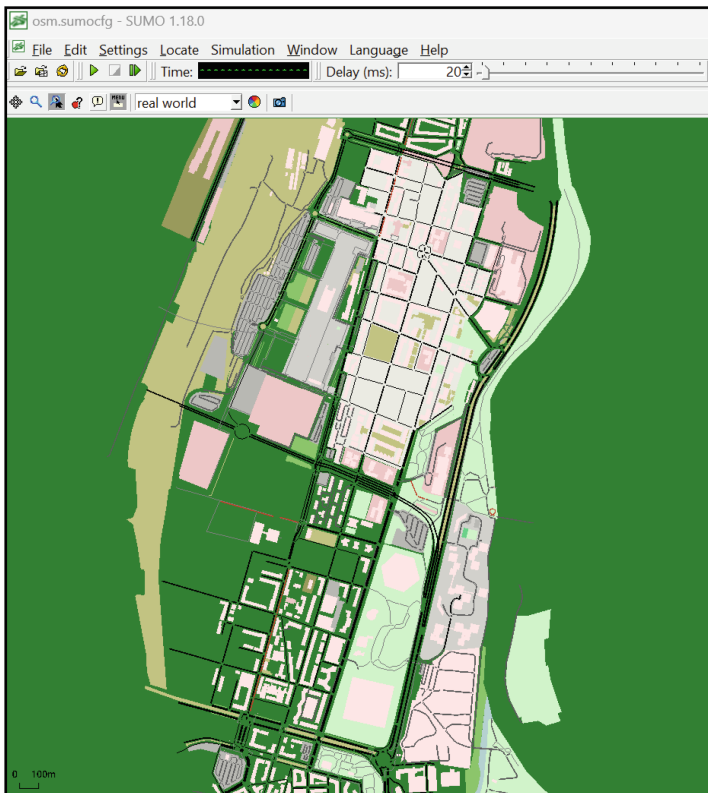 osm.sumocfg - SUMO 1.18.0
File Edit Settings Locate Simulation Window Language Help
Time: Delay (ms): 20
real world
0 100m